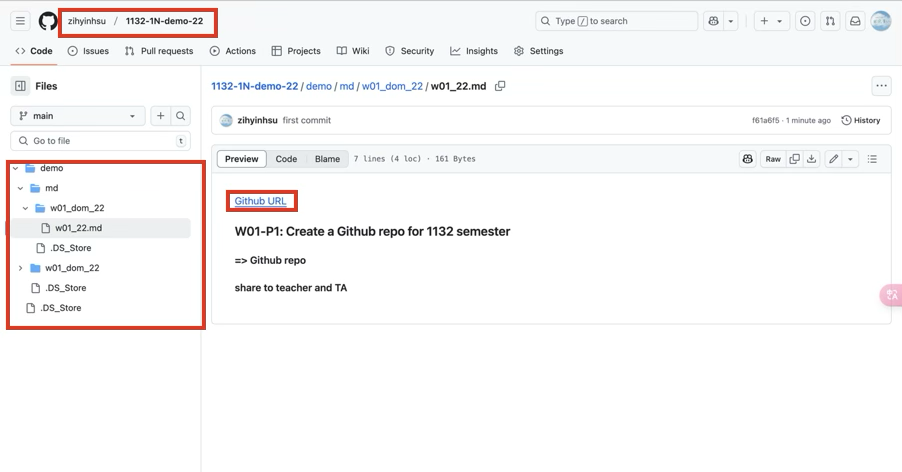 zihyinhsu / 1132-1N-demo-22
Type / to search
Code
Issues
Pull requests
Actions
Projects
Wiki
Security
Insights
Settings
Files
main
Go to file
t
demo
md
w01_dom_22
w01_22.md
.DS_Store
w01_dom_22
.DS_Store
.DS_Store
1132-1N-demo-22 / demo / md / w01_dom_22 / w01_22.md
zihyinhsu first commit
f61a6f5 · 1 minute ago
History
Preview
Code
Blame
7 lines (4 loc) · 161 Bytes
Raw
Github URL
W01-P1: Create a Github repo for 1132 semester
=> Github repo
share to teacher and TA